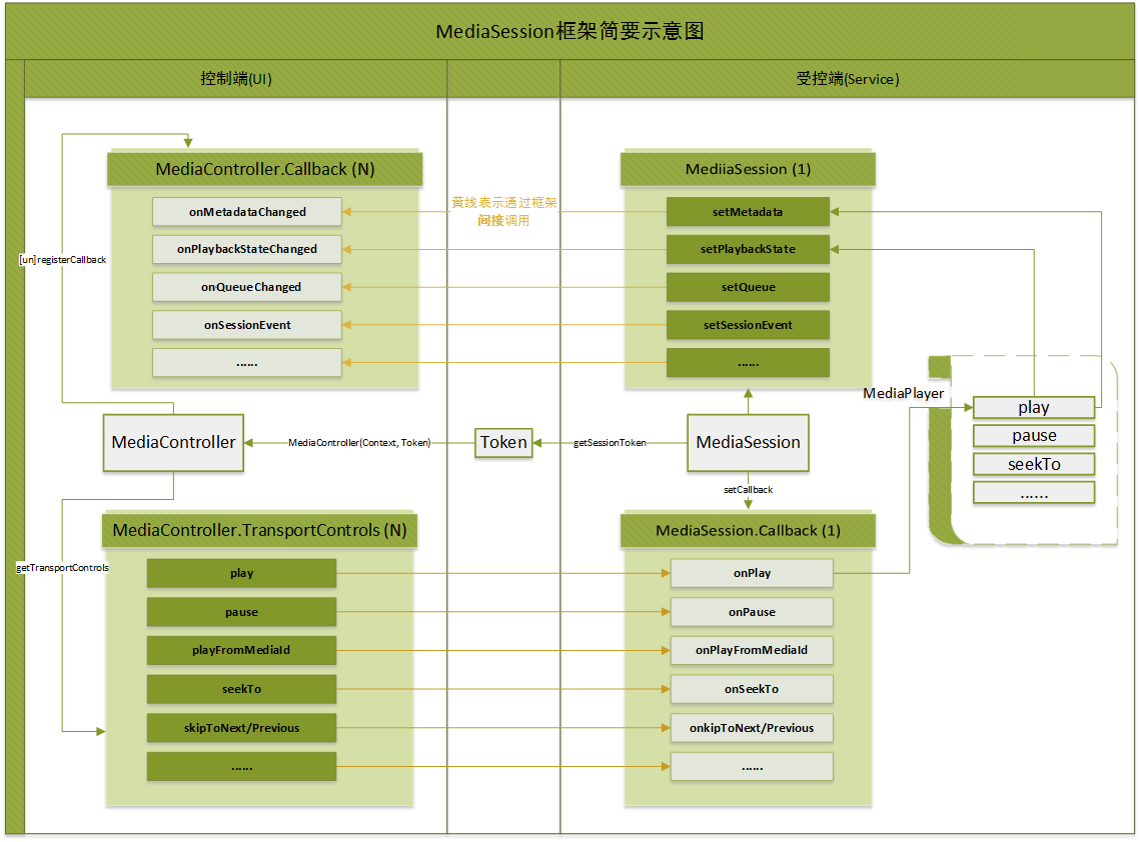 MediaSession框架简要示意图
控制端(UI)
受控端(Service)
MediaController.Callback (N)
onMetadataChanged
onPlaybackStateChanged
onQueueChanged
onSessionEvent
......
[un]registerCallback
黄线表示通过框架
间接调用
MediiaSession (1)
setMetadata
setPlaybackState
setQueue
setSessionEvent
......
MediaPlayer
play
pause
seekTo
......
MediaController
MediaController(Context, Token)
Token
getSessionToken
MediaSession
setCallback
getTransportControls
MediaController.TransportControls (N)
play
pause
playFromMediaId
seekTo
skipToNext/Previous
......
MediaSession.Callback (1)
onPlay
onPause
onPlayFromMediaId
onSeekTo
onkipToNext/Previous
......